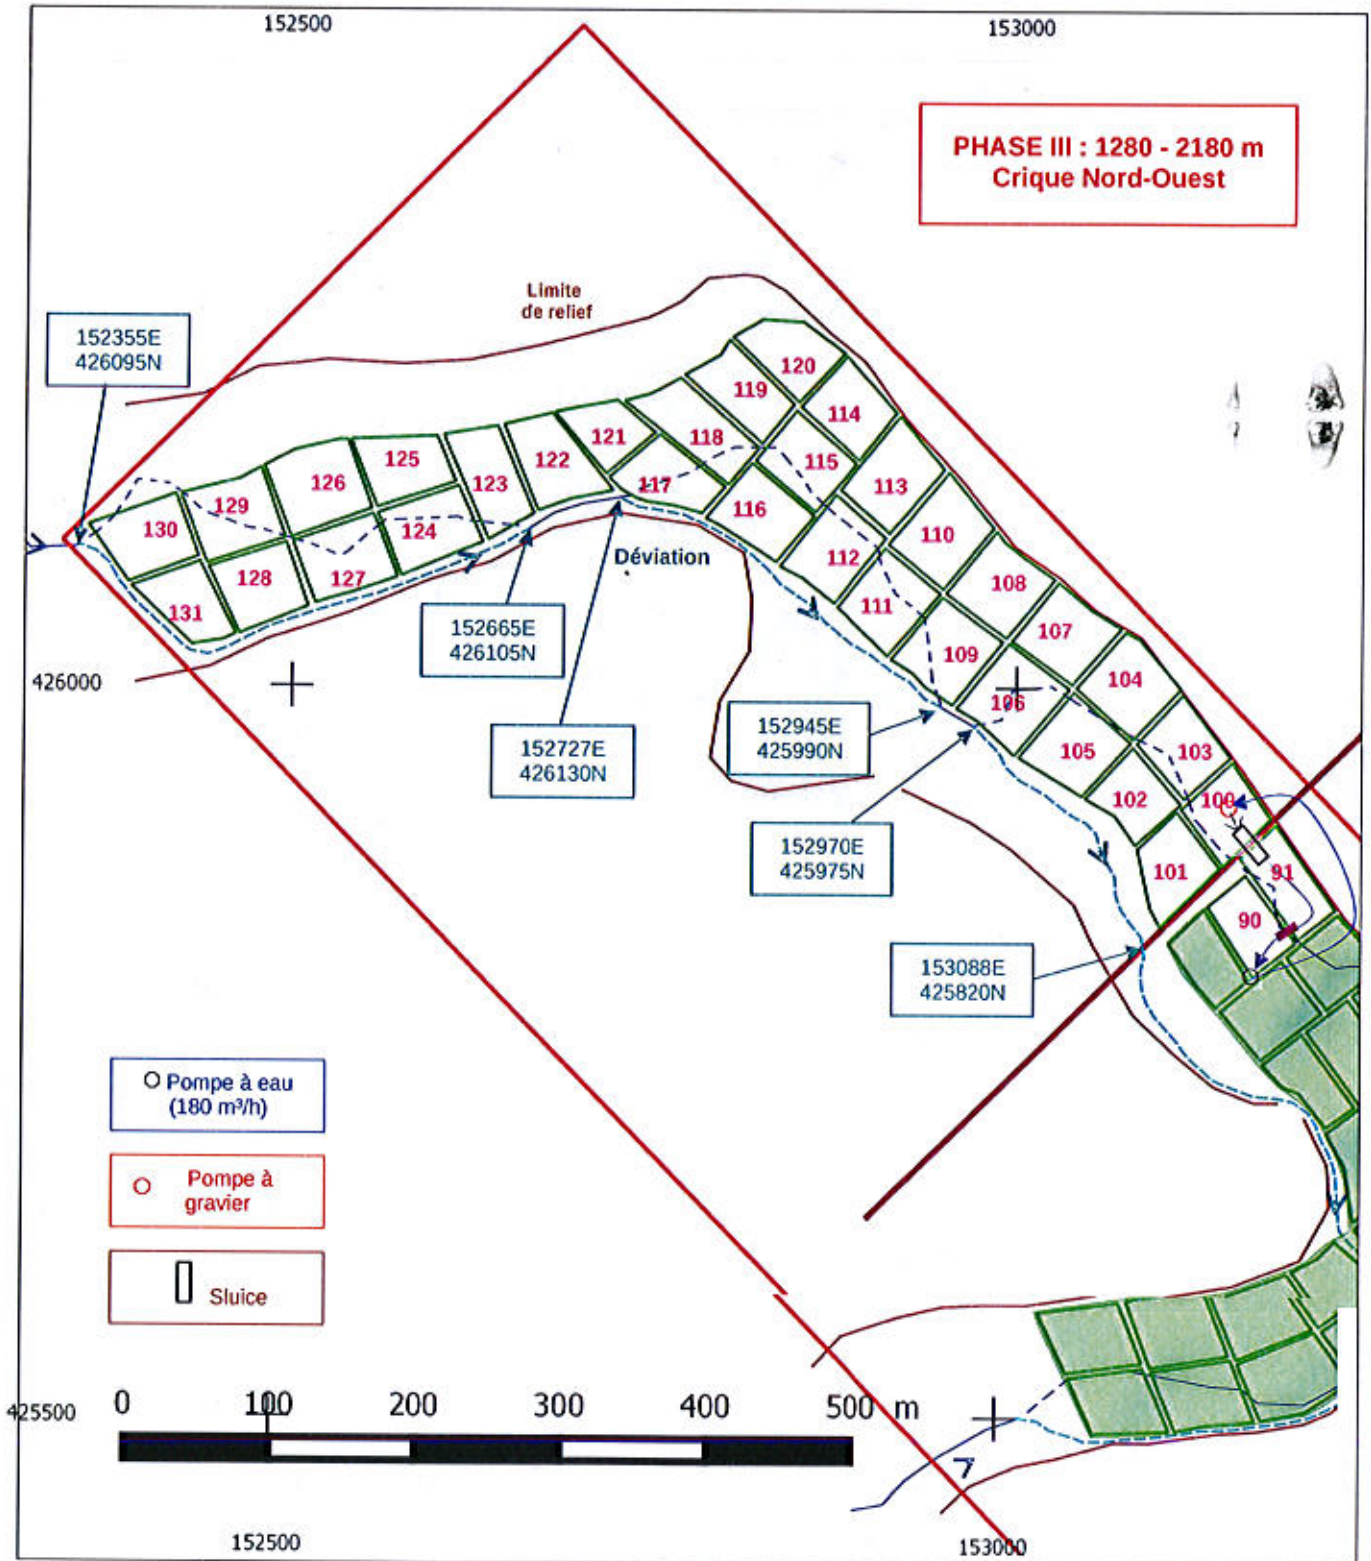 152500
153000
PHASE III : 1280 - 2180 m
Crique Nord-Ouest
Limite
de relief
152355E
426095N
120
119
114
121
118
115
125
122
126
123
117
113
129
116
130
124
110
112
128
127
108
131
111
107
109
104
106
105
103
102
100
101
91
90
Déviation
152665E
426105N
426000
152727E
426130N
152945E
425990N
152970E
425975N
153088E
425820N
Pompe à eau
(180 m³/h)
Pompe à
gravier
Sluice
425500
0 100 200 300 400 500 m
152500
153000